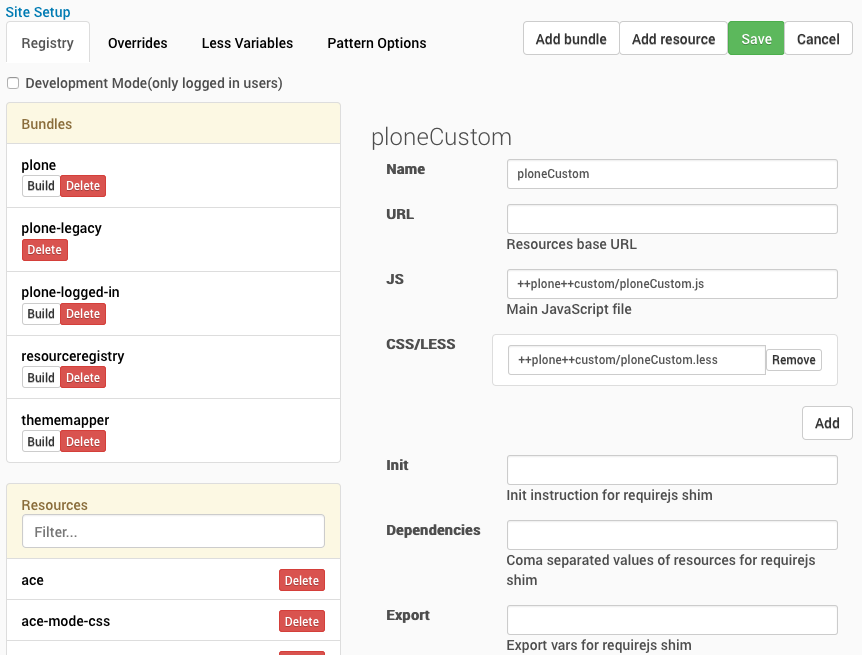 Site Setup
Registry Overrides Less Variables Pattern Options Add bundle Add resource Save Cancel
Development Mode(only logged in users)
Bundles
plone
Build Delete
plone-legacy
Delete
plone-logged-in
Build Delete
resourceregistry
Build Delete
thememapper
Build Delete
Resources
Filter...
ace Delete
ace-mode-css Delete
ploneCustom
Name ploneCustom
URL
Resources base URL
JS ++plone++custom/ploneCustom.js
Main JavaScript file
CSS/LESS ++plone++custom/ploneCustom.less Remove
Add
Init
Init instruction for requirejs shim
Dependencies
Coma separated values of resources for requirejs
shim
Export
Export vars for requirejs shim